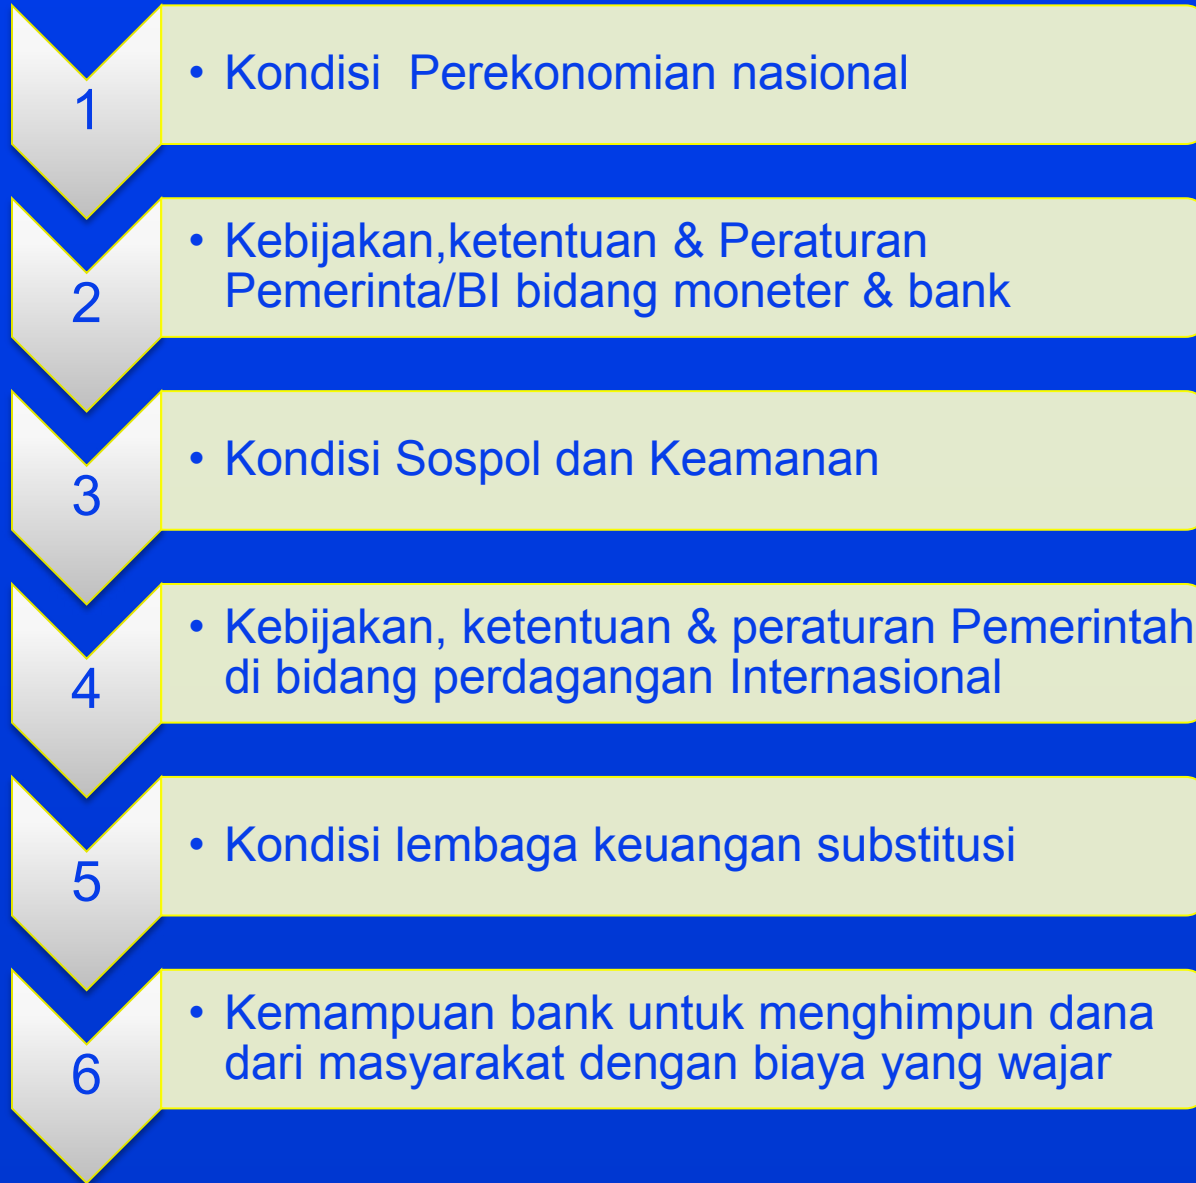 1
• Kondisi  Perekonomian nasional
2
• Kebijakan,ketentuan & Peraturan
Pemerinta/BI bidang moneter & bank
3
• Kondisi Sospol dan Keamanan
4
• Kebijakan, ketentuan & peraturan Pemerintah
di bidang perdagangan Internasional
5
• Kondisi lembaga keuangan substitusi
6
• Kemampuan bank untuk menghimpun dana
dari masyarakat dengan biaya yang wajar